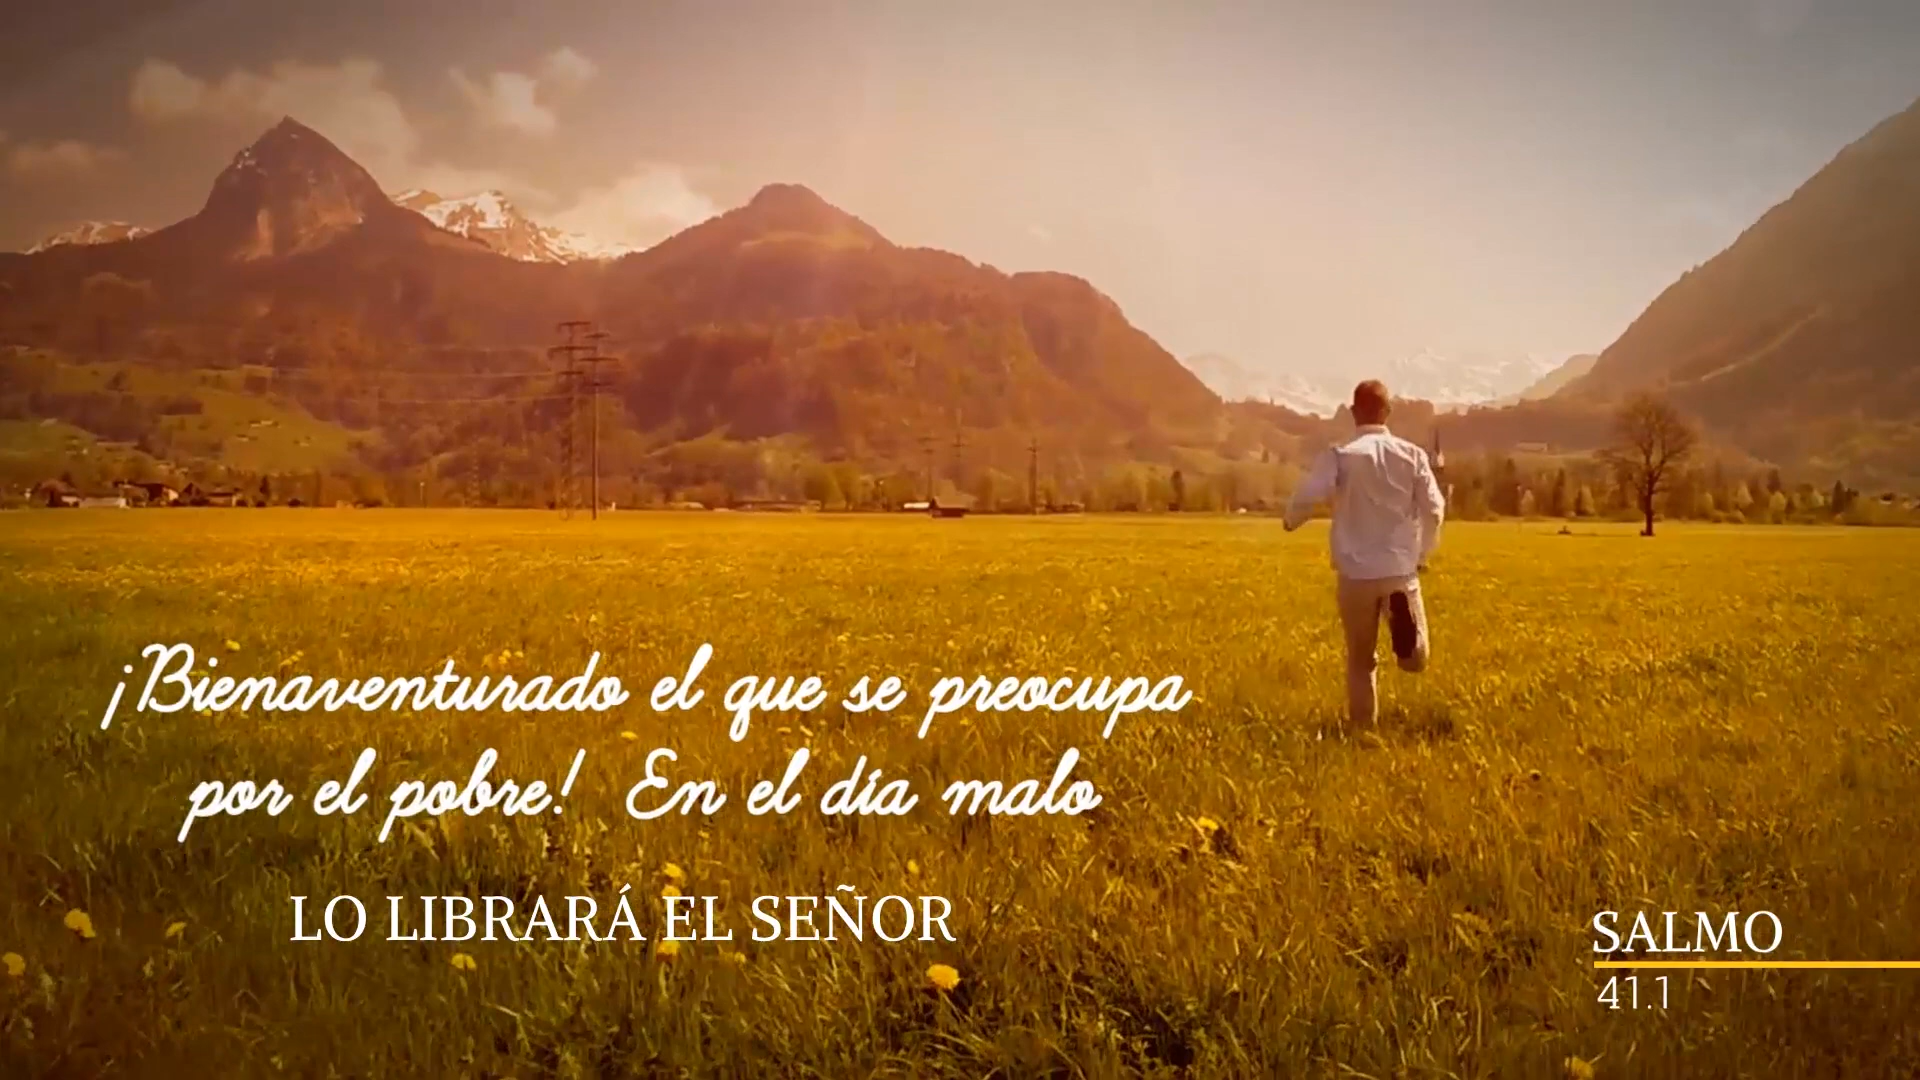 ¡Bienaventurado el que se preocupa
por el pobre! En el día malo
LO LIBRARÁ EL SEÑOR
SALMO
41.1